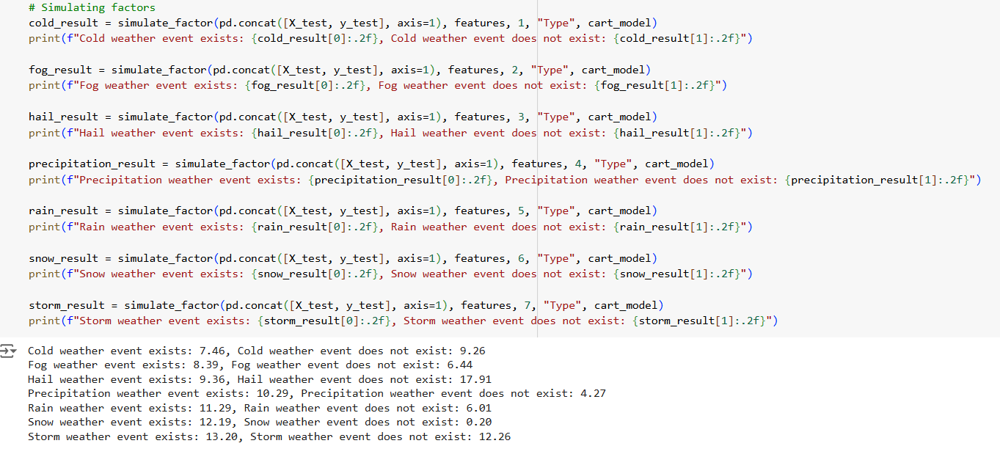 # Simulating factors
cold_result = simulate_factor(pd.concat([X_test, y_test], axis=1), features, 1, "Type", cart_model)
print(f"Cold weather event exists: {cold_result[0]:.2f}, Cold weather event does not exist: {cold_result[1]:.2f}")
fog_result = simulate_factor(pd.concat([X_test, y_test], axis=1), features, 2, "Type", cart_model)
print(f"Fog weather event exists: {fog_result[0]:.2f}, Fog weather event does not exist: {fog_result[1]:.2f}")
hail_result = simulate_factor(pd.concat([X_test, y_test], axis=1), features, 3, "Type", cart_model)
print(f"Hail weather event exists: {hail_result[0]:.2f}, Hail weather event does not exist: {hail_result[1]:.2f}")
precipitation_result = simulate_factor(pd.concat([X_test, y_test], axis=1), features, 4, "Type", cart_model)
print(f"Precipitation weather event exists: {precipitation_result[0]:.2f}, Precipitation weather event does not exist: {precipitation_result[1]:.2f}")
rain_result = simulate_factor(pd.concat([X_test, y_test], axis=1), features, 5, "Type", cart_model)
print(f"Rain weather event exists: {rain_result[0]:.2f}, Rain weather event does not exist: {rain_result[1]:.2f}")
snow_result = simulate_factor(pd.concat([X_test, y_test], axis=1), features, 6, "Type", cart_model)
print(f"Snow weather event exists: {snow_result[0]:.2f}, Snow weather event does not exist: {snow_result[1]:.2f}")
storm_result = simulate_factor(pd.concat([X_test, y_test], axis=1), features, 7, "Type", cart_model)
print(f"Storm weather event exists: {storm_result[0]:.2f}, Storm weather event does not exist: {storm_result[1]:.2f}")
Cold weather event exists: 7.46, Cold weather event does not exist: 9.26
Fog weather event exists: 8.39, Fog weather event does not exist: 6.44
Hail weather event exists: 9.36, Hail weather event does not exist: 17.91
Precipitation weather event exists: 10.29, Precipitation weather event does not exist: 4.27
Rain weather event exists: 11.29, Rain weather event does not exist: 6.01
Snow weather event exists: 12.19, Snow weather event does not exist: 0.20
Storm weather event exists: 13.20, Storm weather event does not exist: 12.26